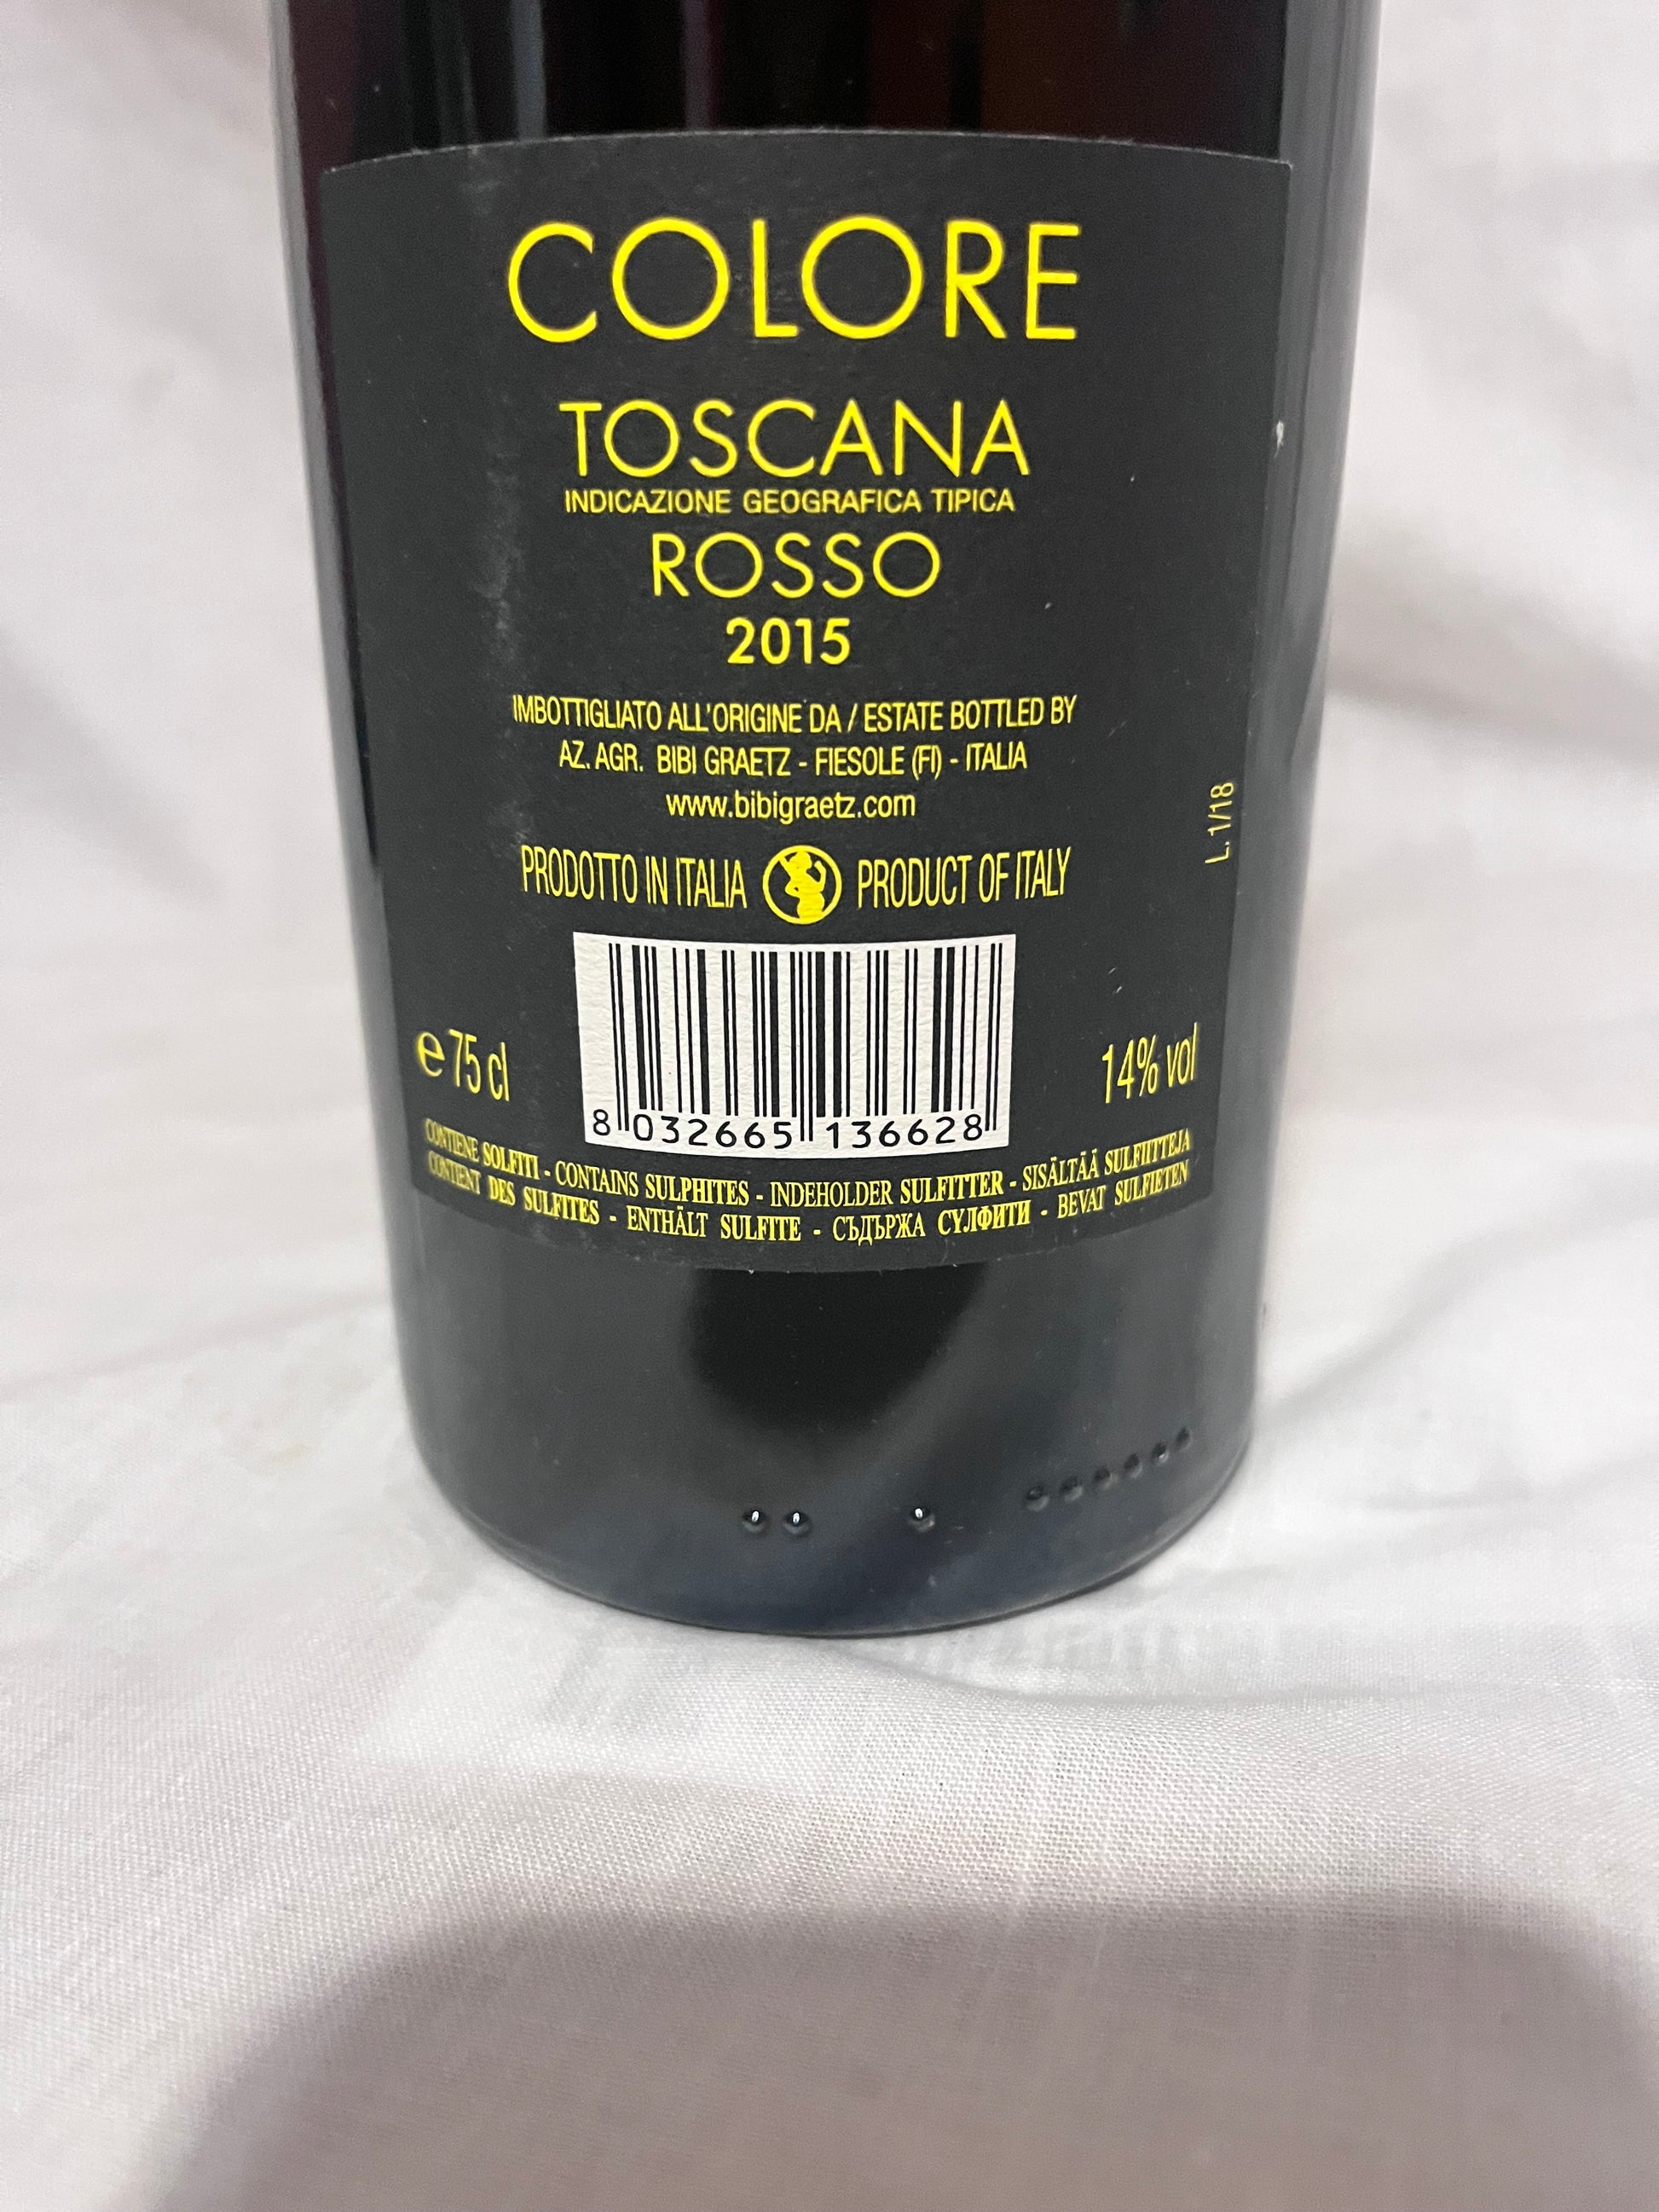 COLORE
TOSCANA
INDICAZIONE GEOGRAFICA TIPICA
ROSSO
2015
IMBOTTIGLIATO ALL'ORIGINE DA / ESTATE BOTTLED BY
AZ. AGR. BIBI GRAETZ - FIESOLE (FI) - ITALIA
www.bibigraetz.com
L. 1/18
PRODOTTO IN ITALIA PRODUCT OF ITALY
e 75 cl
14% vol
8 032665 136628
CONTIENE SOLFITI - CONTAINS SULPHITES - INDEHOLDER SULFITTER - SISÄLTÄÄ SULFIITTEJA
CONTIENT DES SULFITES - ENTHÄLT SULFITE - СЪДЪРЖА СУЛФИТИ - BEVAT SULFIETEN